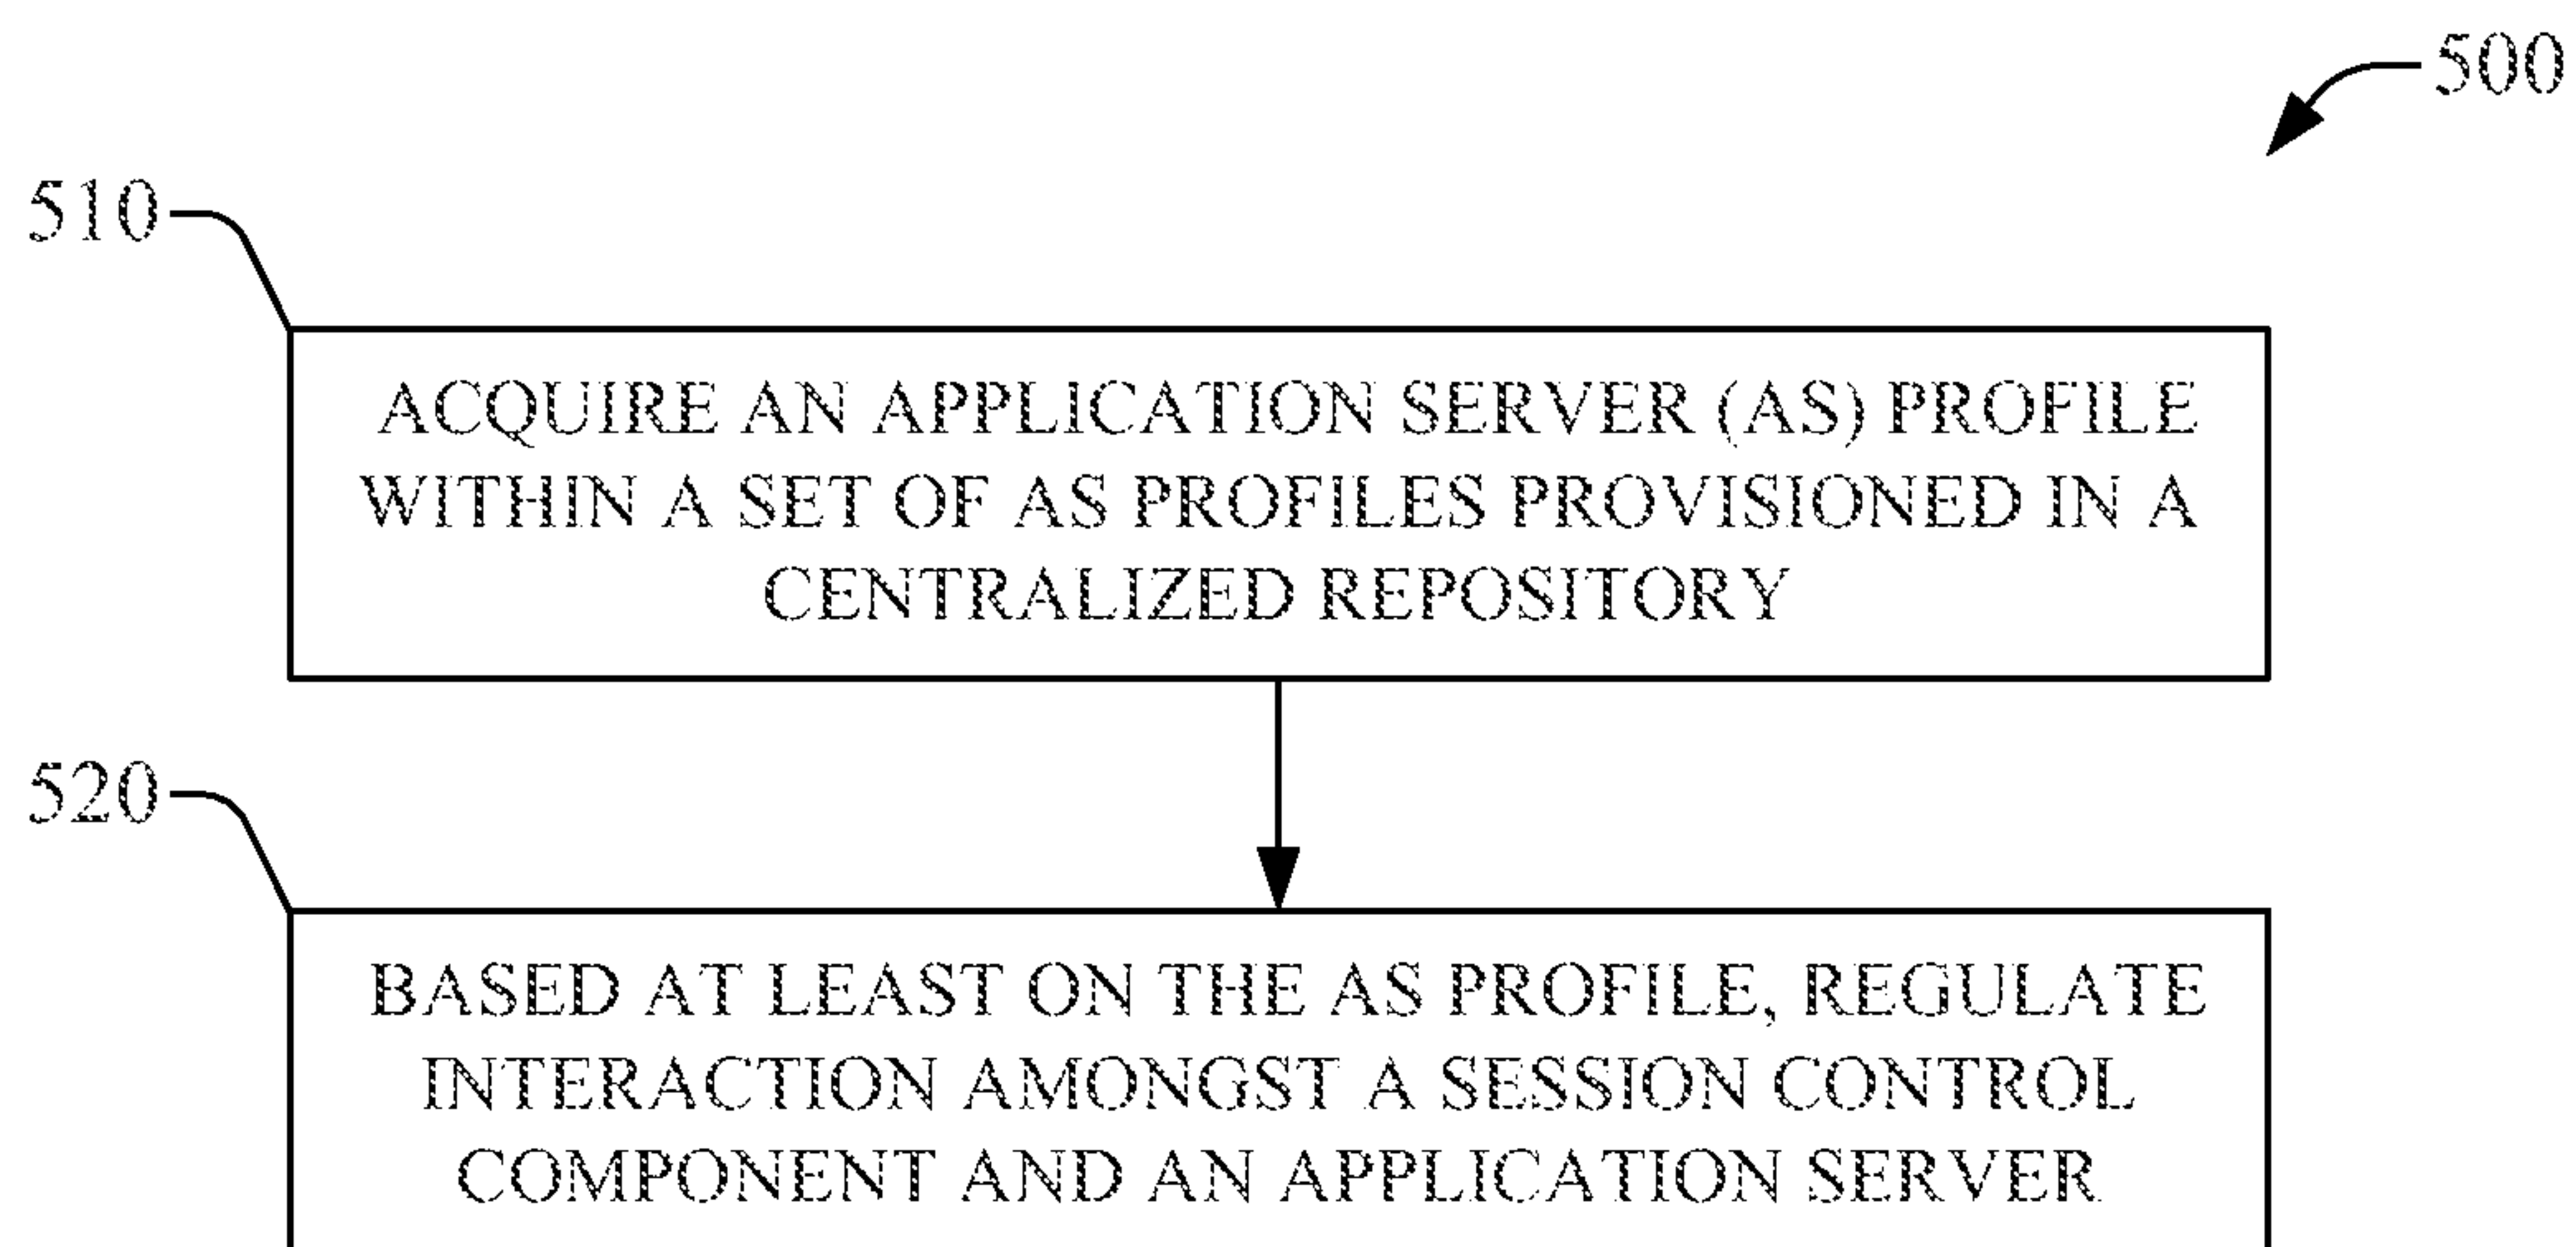 500
510
ACQUIRE AN APPLICATION SERVER (AS) PROFILE
WITHIN A SET OF AS PROFILES PROVISIONED IN A
CENTRALIZED REPOSITORY
520
BASED AT LEAST ON THE AS PROFILE, REGULATE
INTERACTION AMONGST A SESSION CONTROL
COMPONENT AND AN APPLICATION SERVER